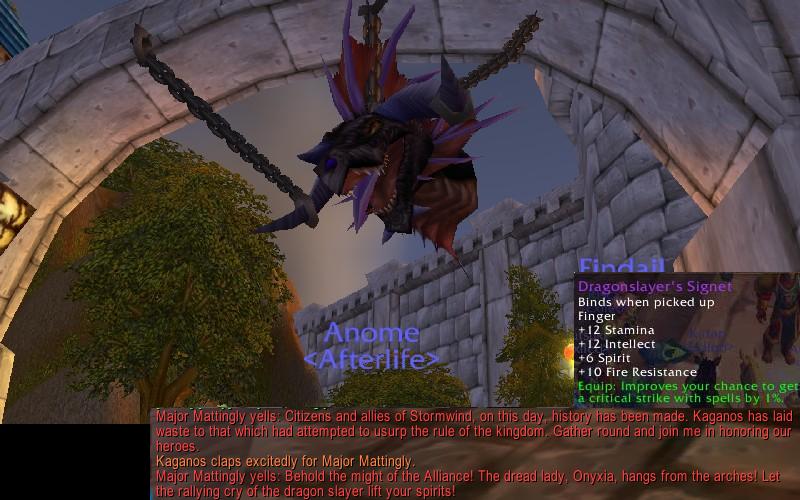 Findail
Dragonslayer's Signet
Binds when picked up
Finger
+12 Stamina
+12 Intellect
+6 Spirit
+10 Fire Resistance
Equip: Improves your chance to get
a critical strike with spells by 1%.
Anome
<Afterlife>
Major Mattingly yells: Citizens and allies of Stormwind, on this day, history has been made. Kaganos has laid
waste to that which had attempted to usurp the rule of the kingdom. Gather round and join me in honoring our
heroes.
Kaganos claps excitedly for Major Mattingly.
Major Mattingly yells: Behold the might of the Alliance! The dread lady, Onyxia, hangs from the arches! Let
the rallying cry of the dragon slayer lift your spirits!